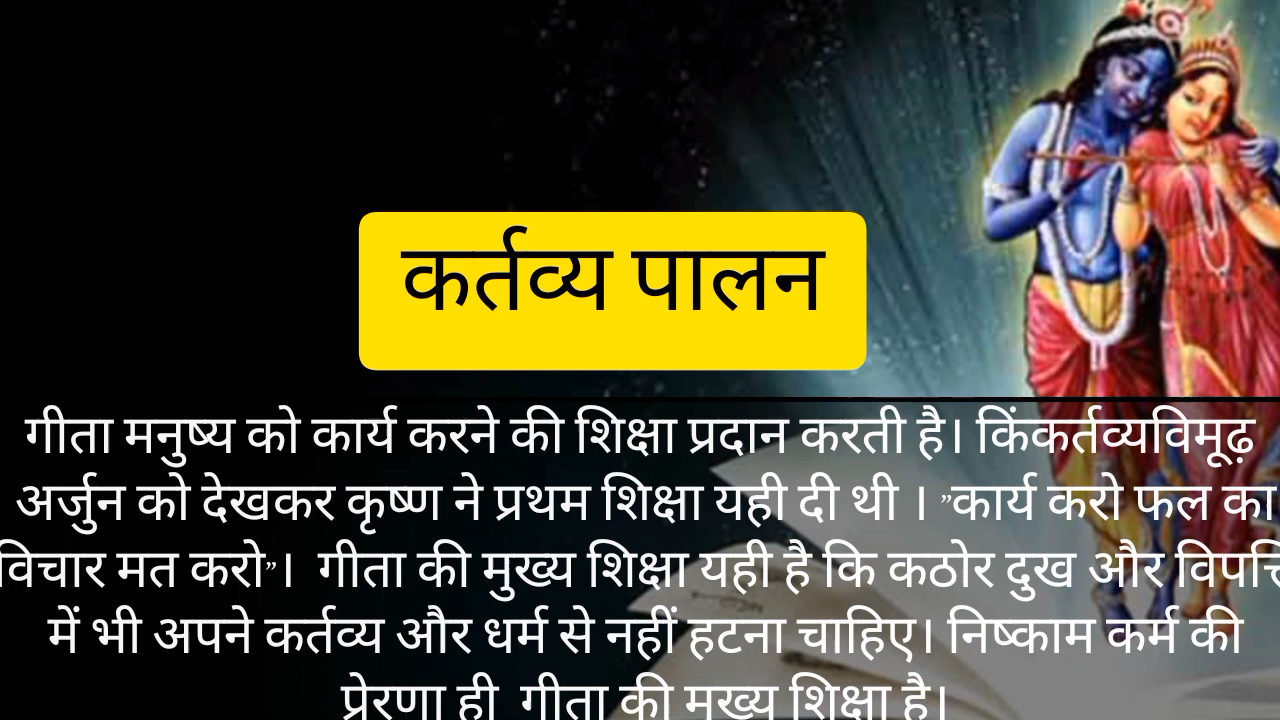 कर्तव्य पालन
गीता मनुष्य को कार्य करने की शिक्षा प्रदान करती है। किंकर्तव्यविमूढ़
अर्जुन को देखकर कृष्ण ने प्रथम शिक्षा यही दी थी । ”कार्य करो फल का
विचार मत करो”। गीता की मुख्य शिक्षा यही है कि कठोर दुख और विपत्ति
में भी अपने कर्तव्य और धर्म से नहीं हटना चाहिए। निष्काम कर्म की
प्रेरणा ही गीता की मुख्य शिक्षा है।